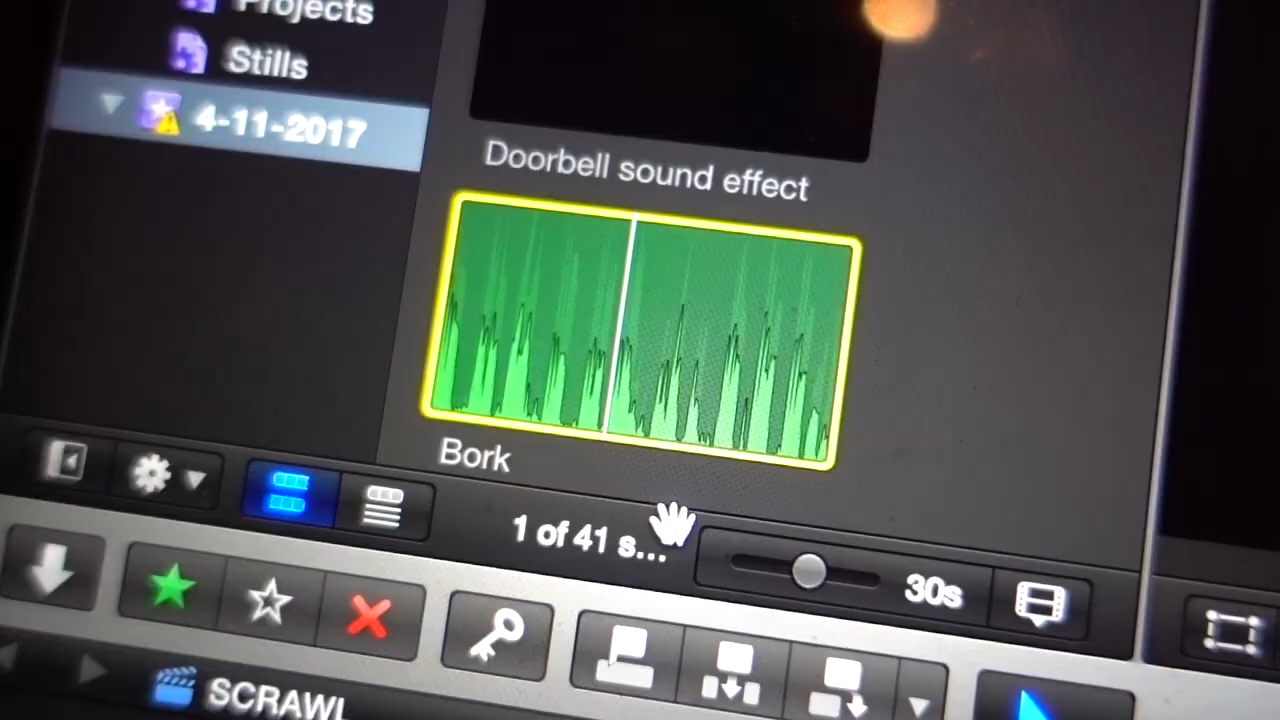 Projects
Stills
4-11-2017
Doorbell sound effect
Bork
1 of 41 s...
30s
SCRAWL